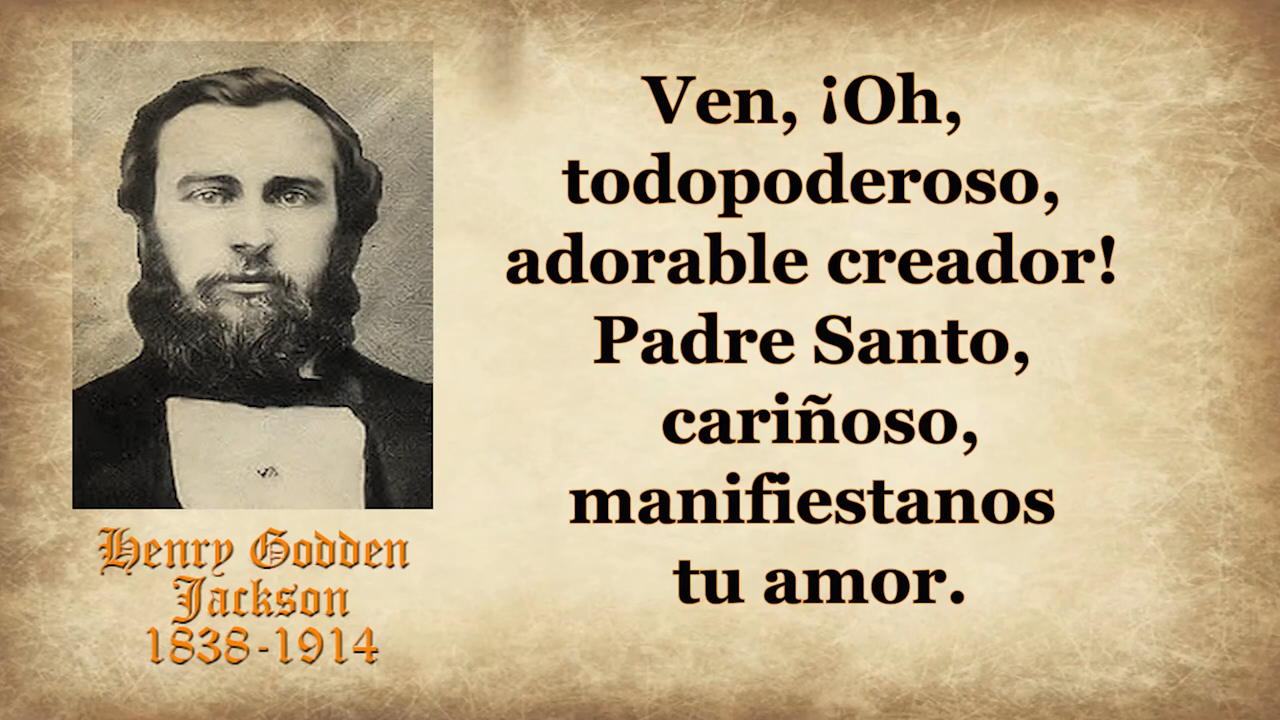 Ven, ¡Oh,
todopoderoso,
adorable creador!
Padre Santo,
cariñoso,
manifiestanos
tu amor.
Henry Godden
Jackson
1838-1914